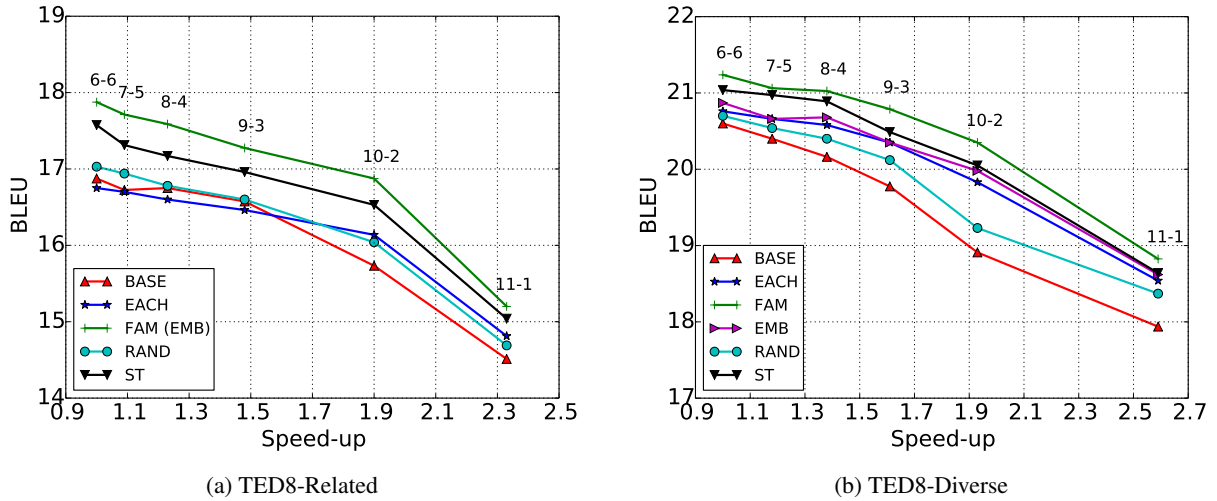 19
18
17
16
15
14
BLEU
6-6
7-5
8-4
9-3
10-2
11-1
BASE
EACH
FAM (EMB)
RAND
ST
0.9 1.1 1.3 1.5 1.7 1.9 2.1 2.3 2.5
Speed-up
(a) TED8-Related
22
21
20
19
18
17
BLEU
6-6
7-5
8-4
9-3
10-2
11-1
BASE
EACH
FAM
EMB
RAND
ST
0.9 1.1 1.3 1.5 1.7 1.9 2.1 2.3 2.5 2.7
Speed-up
(b) TED8-Diverse